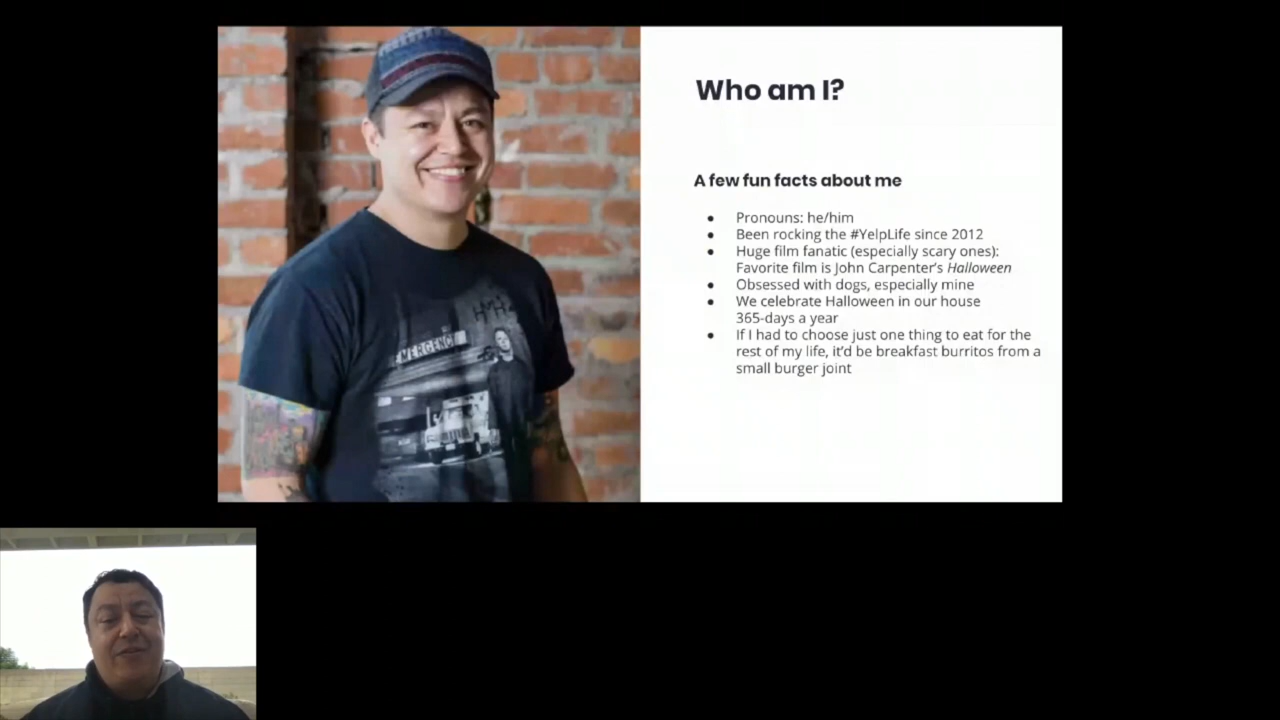 Who am I?
A few fun facts about me
● Pronouns: he/him
● Been rocking the #YelpLife since 2012
● Huge film fanatic (especially scary ones):
Favorite film is John Carpenter's Halloween
● Obsessed with dogs, especially mine
● We celebrate Halloween in our house
365-days a year
● If I had to choose just one thing to eat for the
rest of my life, it'd be breakfast burritos from a
small burger joint
EMERGENCY